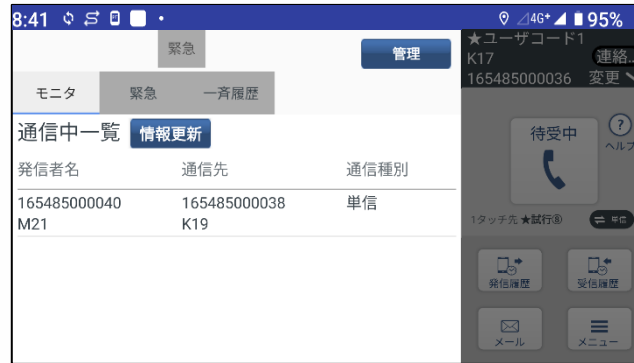 8:41
4G+ 95%
緊急
管理
モニタ 緊急 一斉履歴
通信中一覧 情報更新
発信者名 通信先 通信種別
165485000040 165485000038 単信
M21 K19
★ユーザコード1
K17 連絡...
165485000036 変更
待受中
?
ヘルプ
1タッチ先 ★試行⑧ 単信
発信履歴 受信履歴
メール メニュー